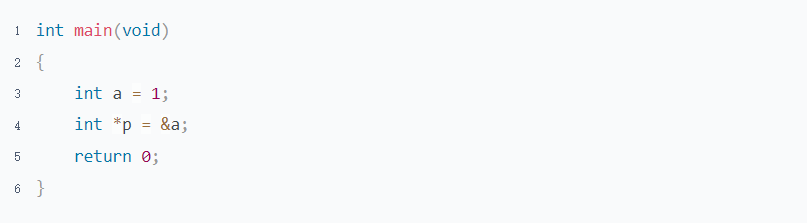 1 int main(void)
2 {
3     int a = 1;
4     int *p = &a;
5     return 0;
6 }